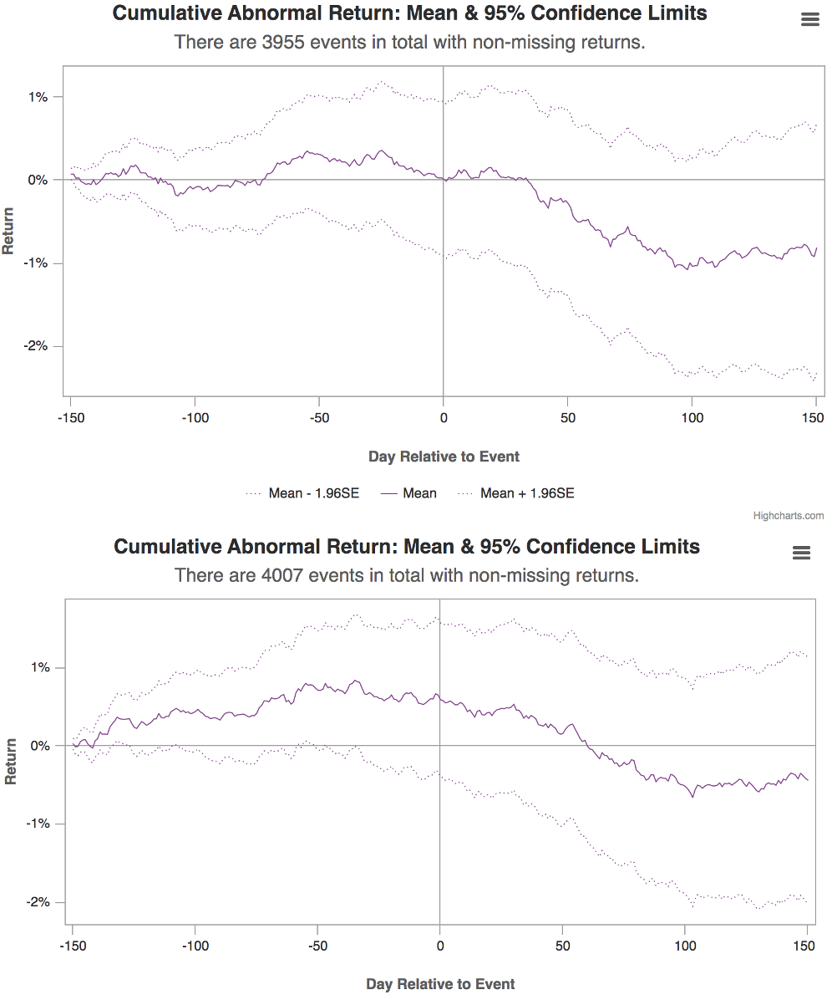 Cumulative Abnormal Return: Mean & 95% Confidence Limits
There are 3955 events in total with non-missing returns.
1%
0%
-1%
-2%
Return
-150 -100 -50 0 50 100 150
Day Relative to Event
Mean - 1.96SE Mean Mean + 1.96SE
Highcharts.com
Cumulative Abnormal Return: Mean & 95% Confidence Limits
There are 4007 events in total with non-missing returns.
1%
0%
-1%
-2%
Return
-150 -100 -50 0 50 100 150
Day Relative to Event